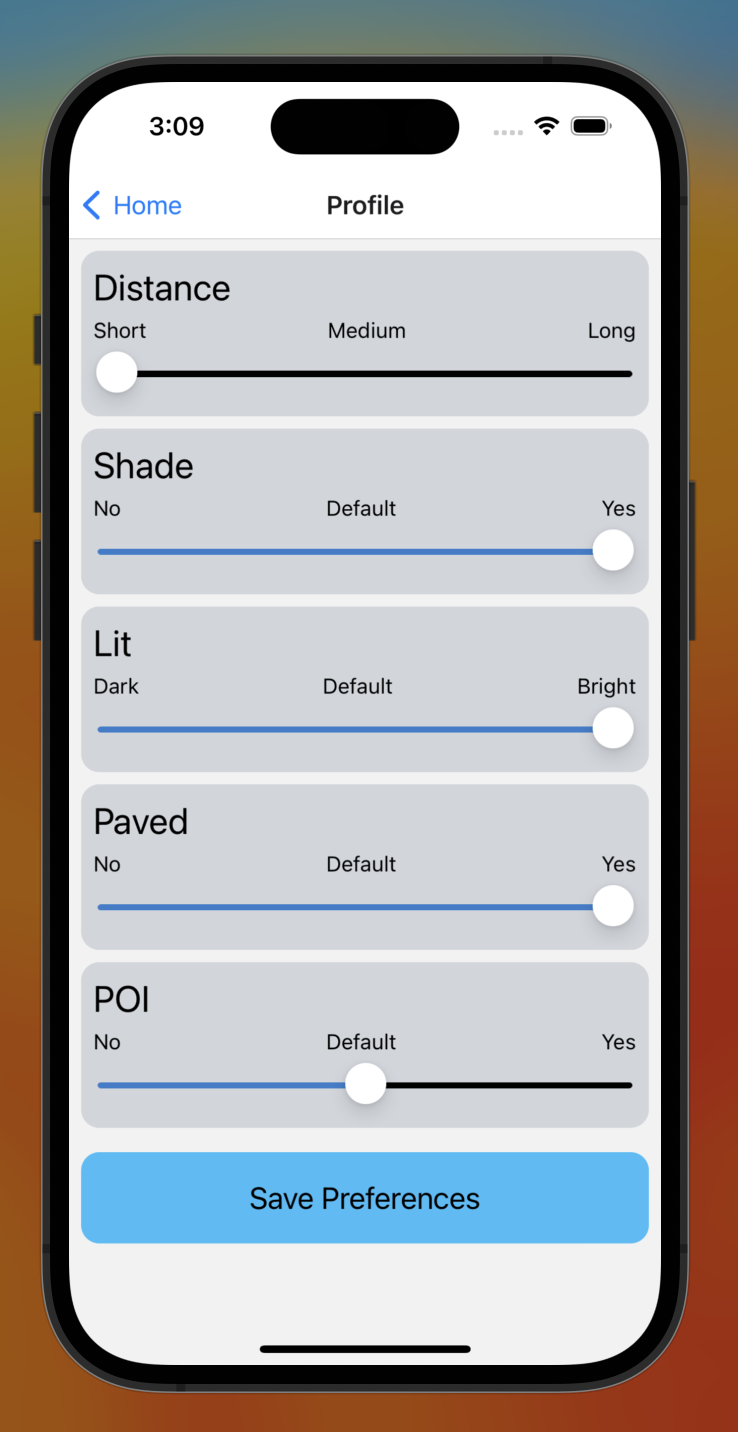 3:09
Home Profile
Distance
Short Medium Long
Shade
No Default Yes
Lit
Dark Default Bright
Paved
No Default Yes
POI
No Default Yes
Save Preferences